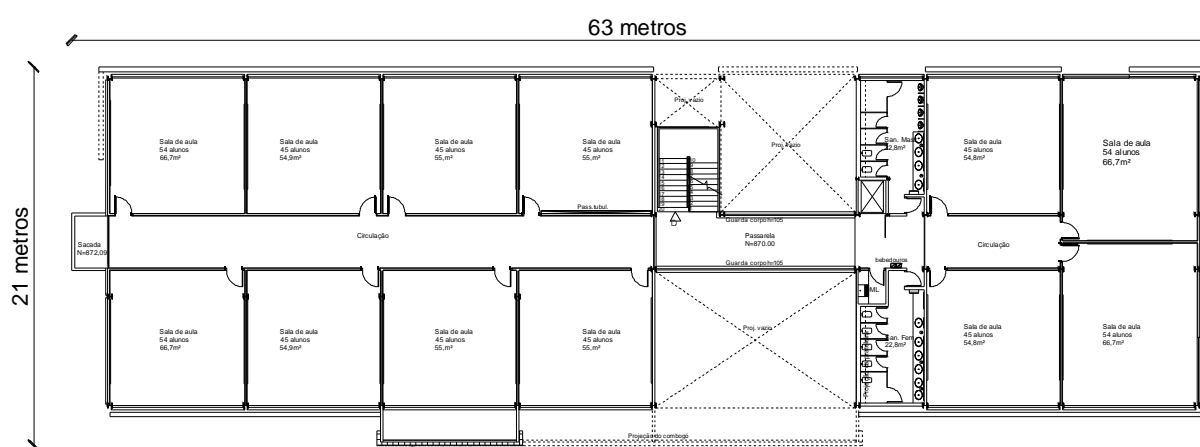 63 metros
21 metros
Sala de aula
54 alunos
66,7m²
Sala de aula
45 alunos
54,9m²
Sala de aula
45 alunos
55,m²
Sala de aula
45 alunos
55,m²
Proj. vazio
Proj. vazio
San. Masc
22,8m²
Sala de aula
45 alunos
54,8m²
Sala de aula
54 alunos
66,7m²
Pass.tubul.
Guarda corpo h=105
Sacada
N=872,09
Circulação
Passarela
N=870.00
Circulação
Guarda corpo h=105
bebedouros
ML
Sala de aula
54 alunos
66,7m²
Sala de aula
45 alunos
54,9m²
Sala de aula
45 alunos
55,m²
Sala de aula
45 alunos
55,m²
Proj. vazio
San. Fem
22,8m²
Sala de aula
45 alunos
54,8m²
Sala de aula
54 alunos
66,7m²
Projeção do combogó